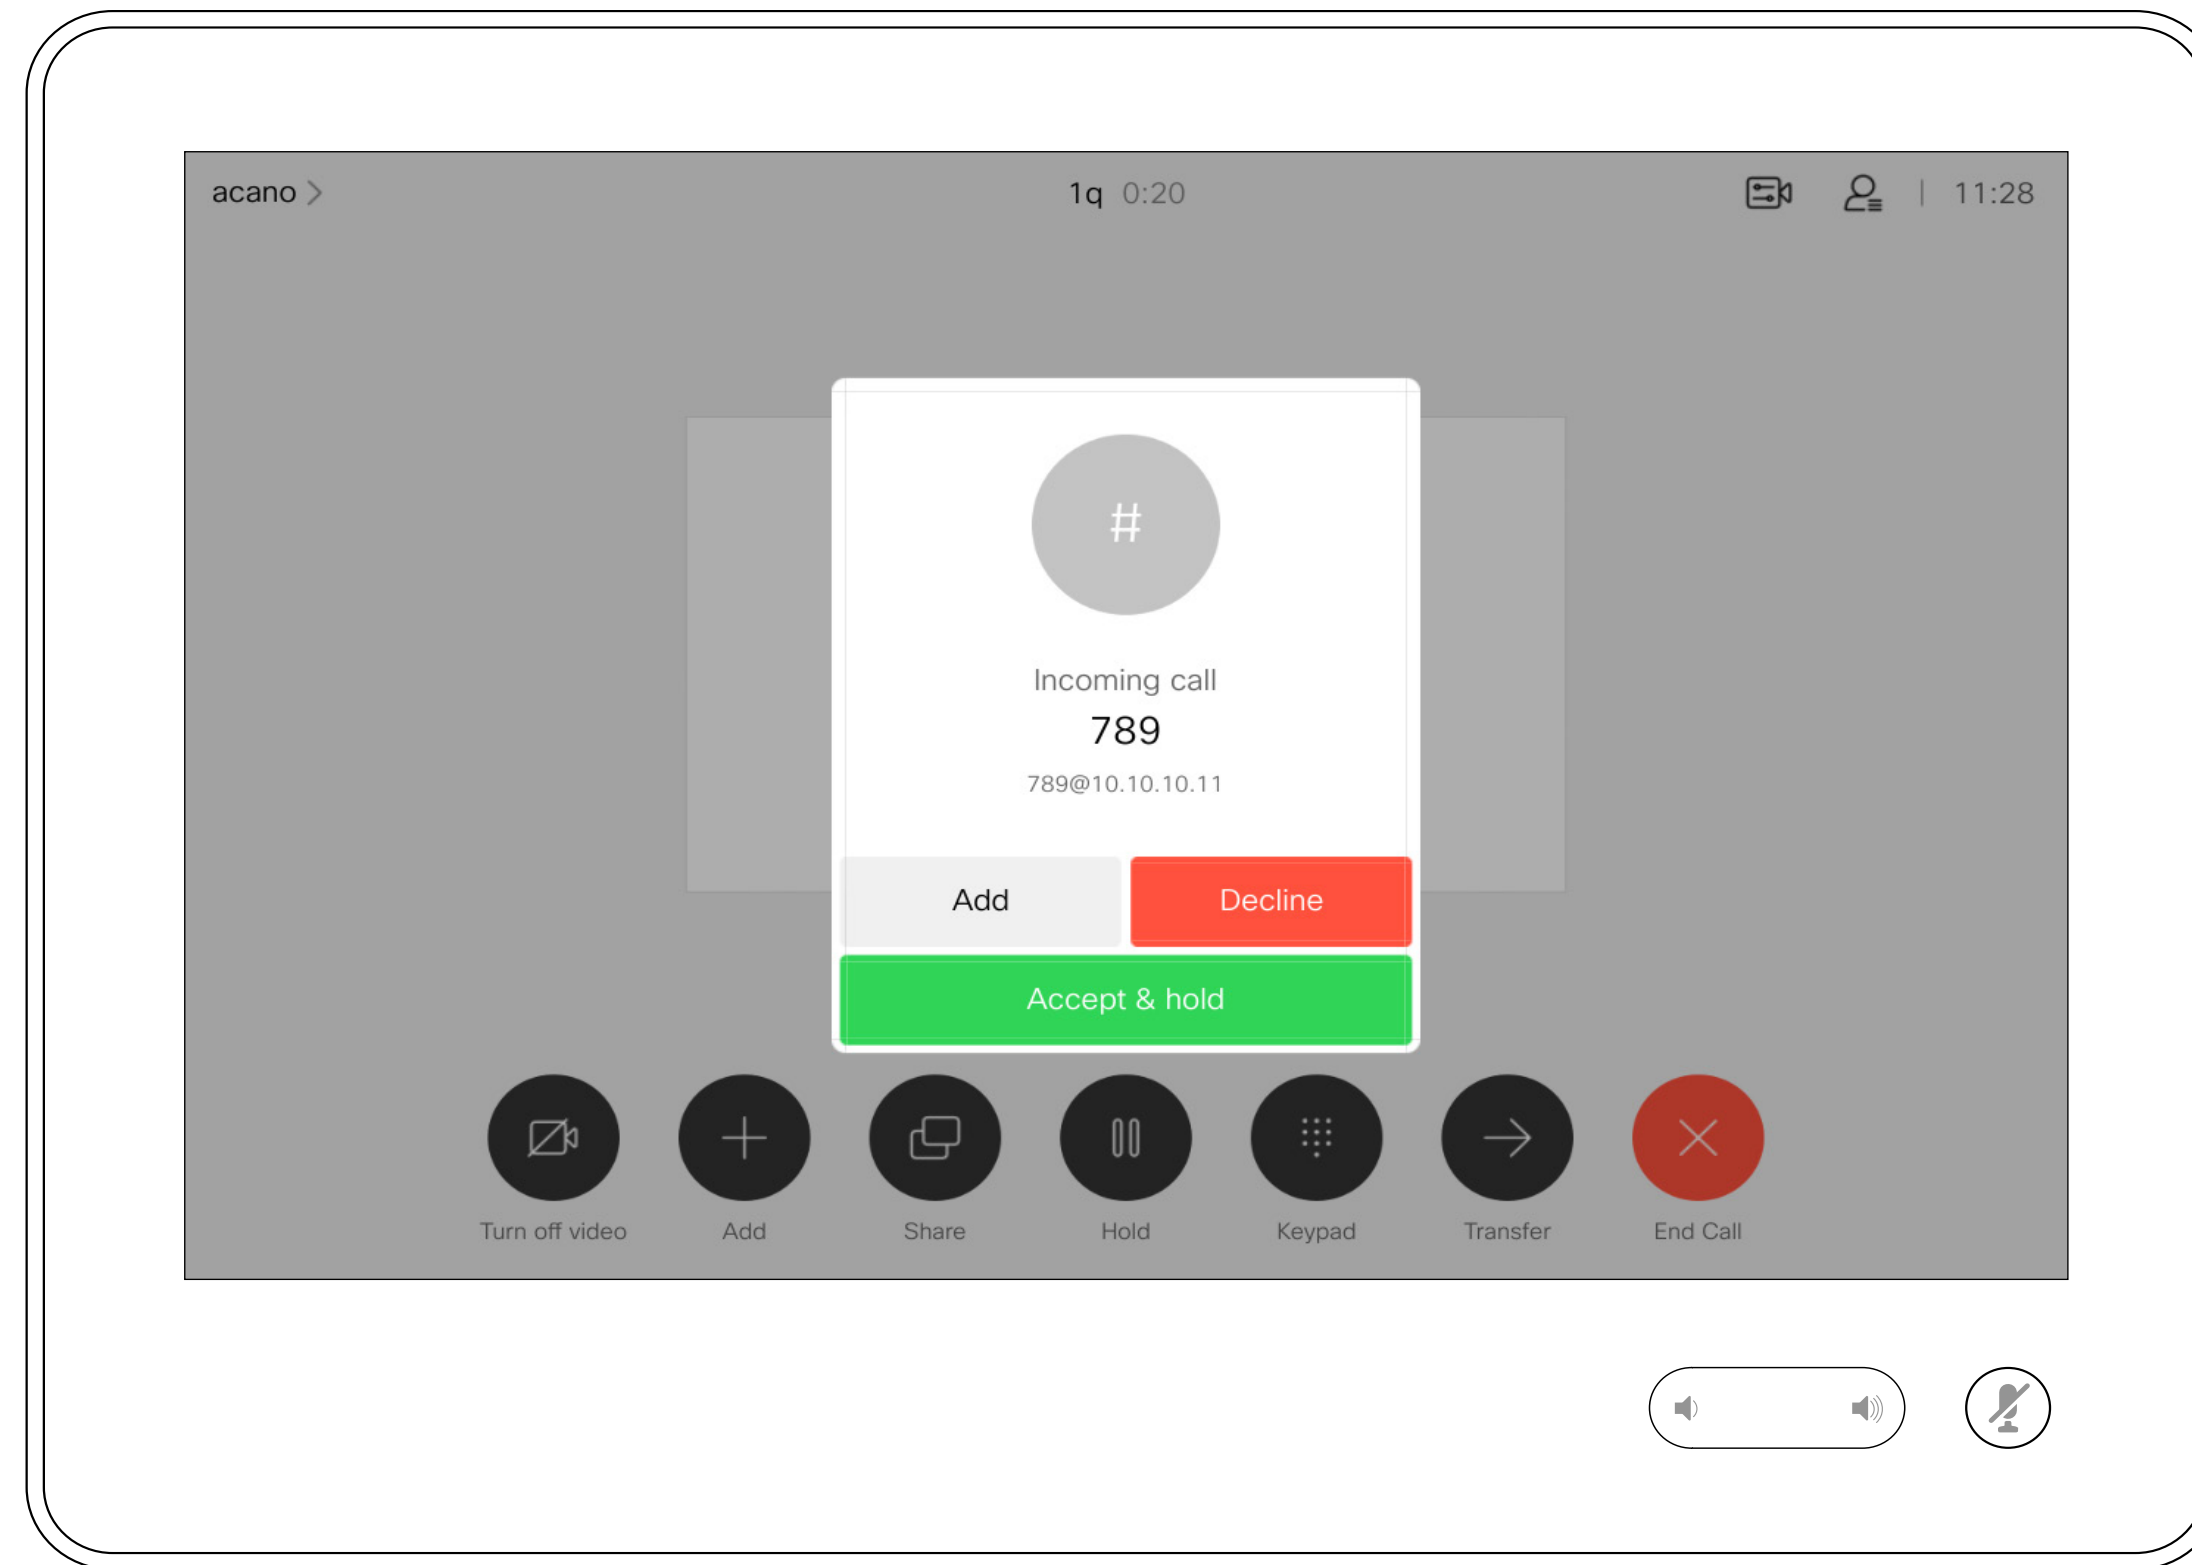 acano
1q 0:20
11:28
#
Incoming call
789
789@10.10.10.11
Add
Decline
Accept & hold
Turn off video
Add
Share
Hold
Keypad
Transfer
End Call